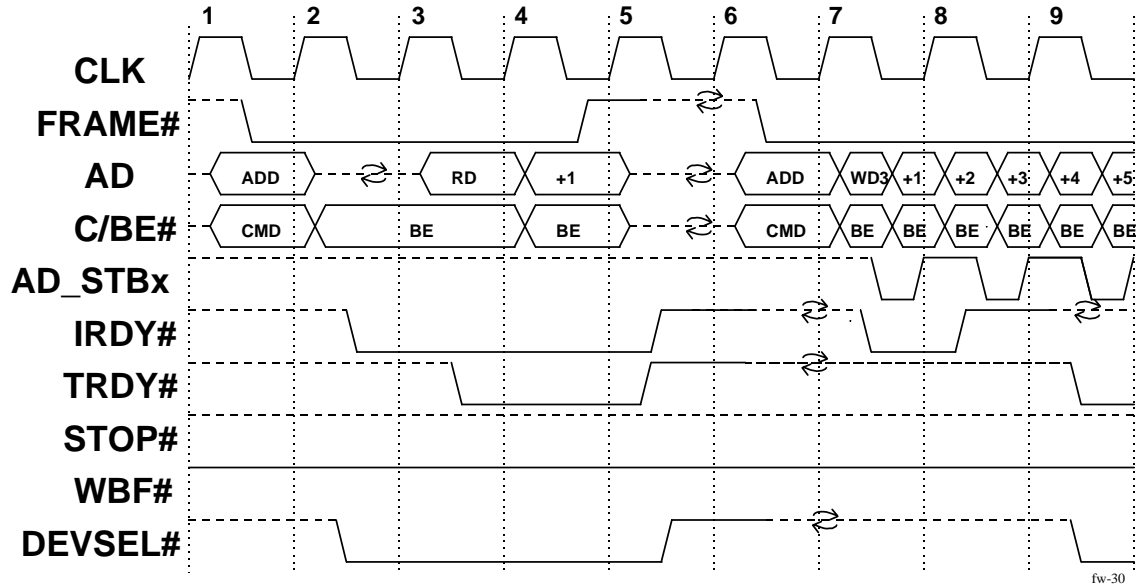 1 2 3 4 5 6 7 8 9
CLK
FRAME#
AD ADD RD +1 ADD WD3 +1 +2 +3 +4 +5
C/BE# CMD BE BE CMD BE BE BE BE BE BE
AD_STBx
IRDY#
TRDY#
STOP#
WBF#
DEVSEL#
fw-30